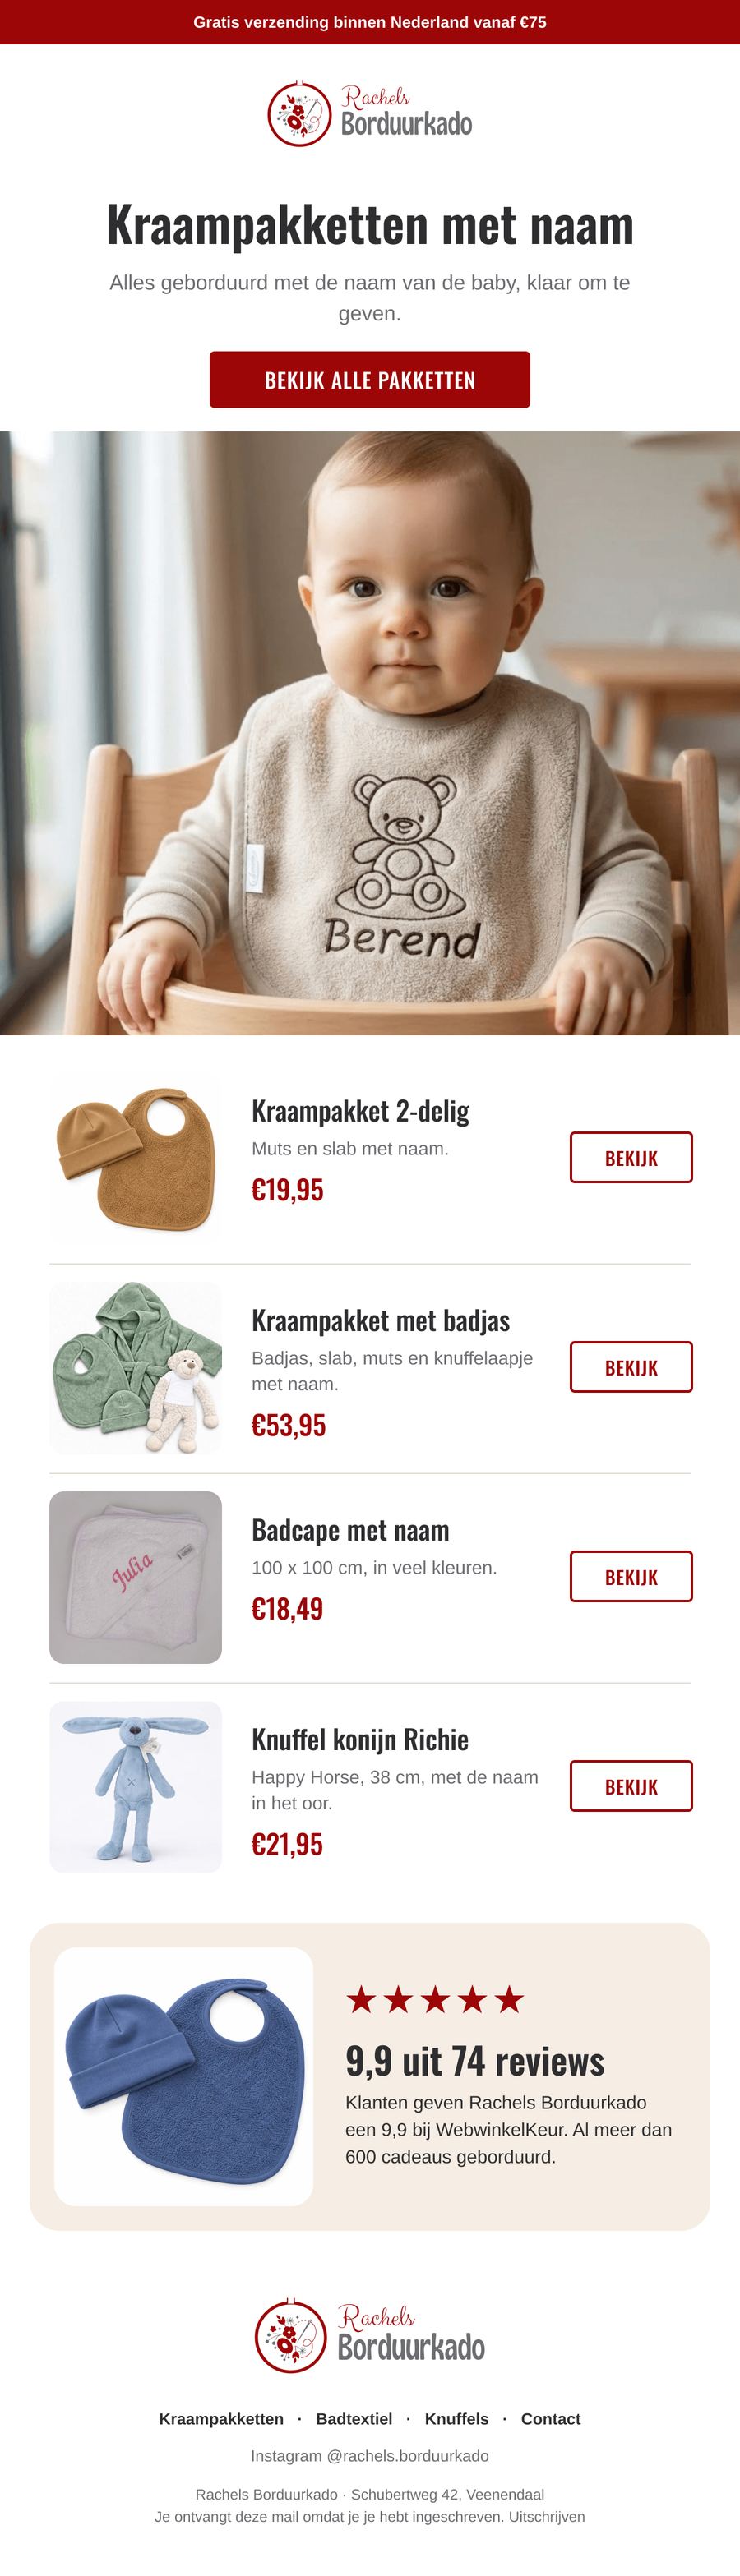 Gratis verzending binnen Nederland vanaf €75
Rachels
Borduurkado
Kraampakketten met naam
Alles geborduurd met de naam van de baby, klaar om te
geven.
BEKIJK ALLE PAKKETTEN
Berend
Kraampakket 2-delig
Muts en slab met naam.
€19,95
BEKIJK
Kraampakket met badjas
Badjas, slab, muts en knuffelaapje
met naam.
€53,95
BEKIJK
Julia
Badcape met naam
100 x 100 cm, in veel kleuren.
€18,49
BEKIJK
Knuffel konijn Richie
Happy Horse, 38 cm, met de naam
in het oor.
€21,95
BEKIJK
★★★★★
9,9 uit 74 reviews
Klanten geven Rachels Borduurkado
een 9,9 bij WebwinkelKeur. Al meer dan
600 cadeaus geborduurd.
Rachels
Borduurkado
Kraampakketten · Badtextiel · Knuffels · Contact
Instagram @rachels.borduurkado
Rachels Borduurkado · Schubertweg 42, Veenendaal
Je ontvangt deze mail omdat je je hebt ingeschreven. Uitschrijven